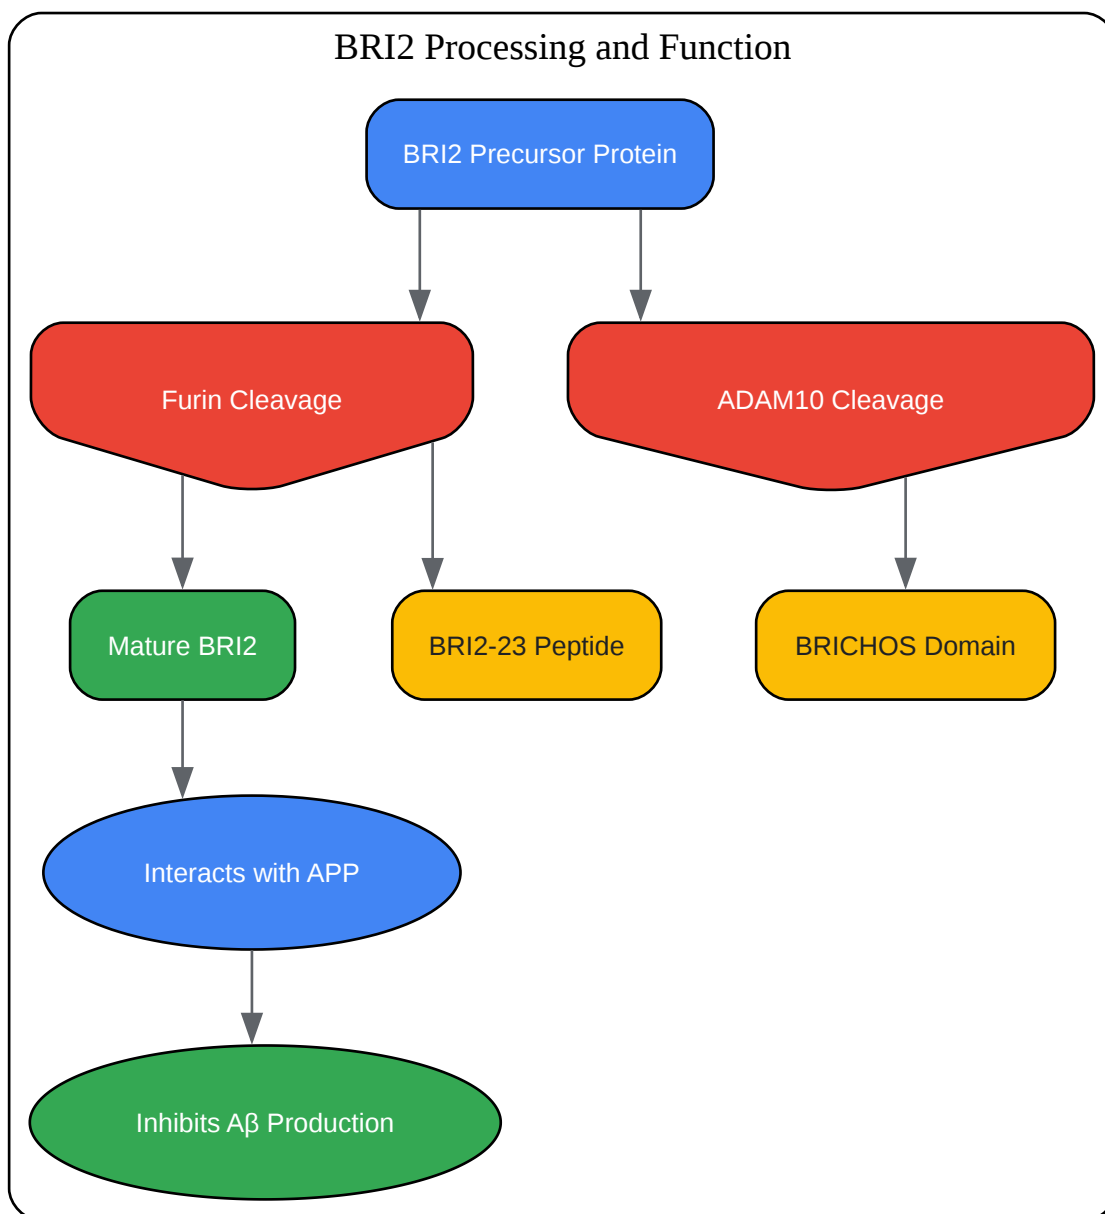 BRI2 Processing and Function
BRI2 Precursor Protein
Furin Cleavage
ADAM10 Cleavage
Mature BRI2
BRI2-23 Peptide
BRICHOS Domain
Interacts with APP
Inhibits Aβ Production